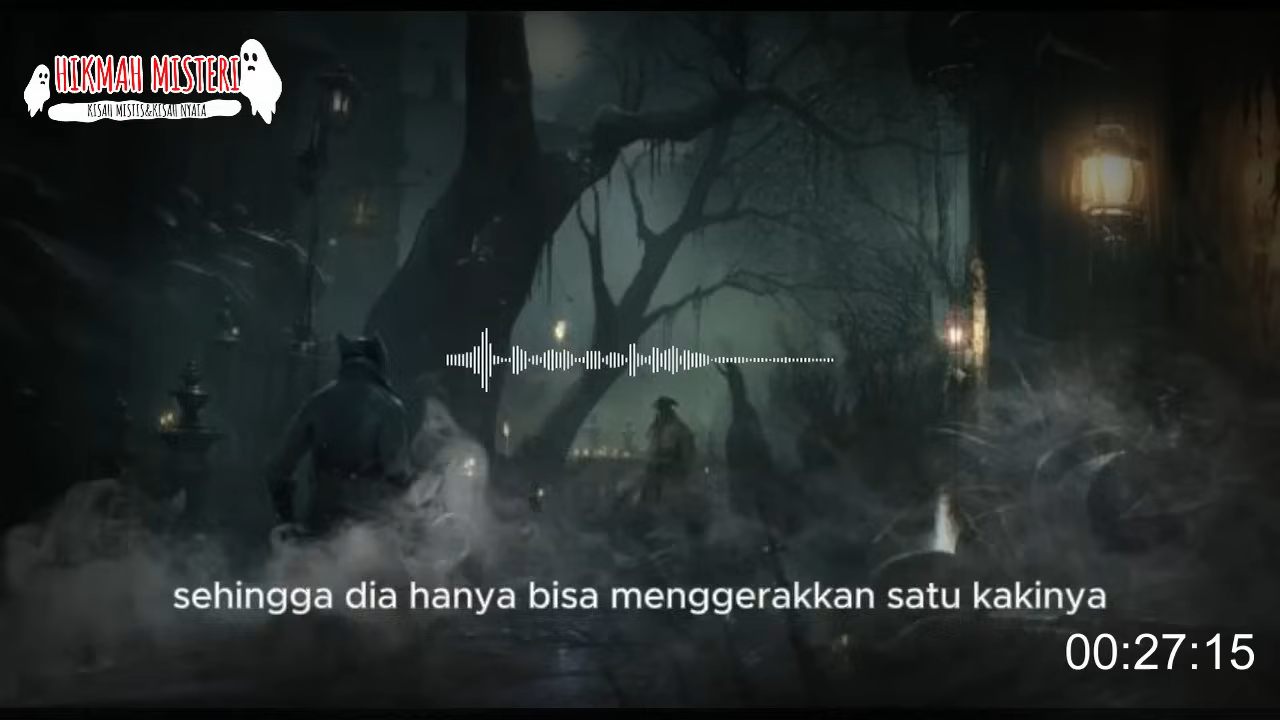 HIKMAH MISTERI
KISAH MISTIS&KISAH NYATA
sehingga dia hanya bisa menggerakkan satu kakinya
00:27:15